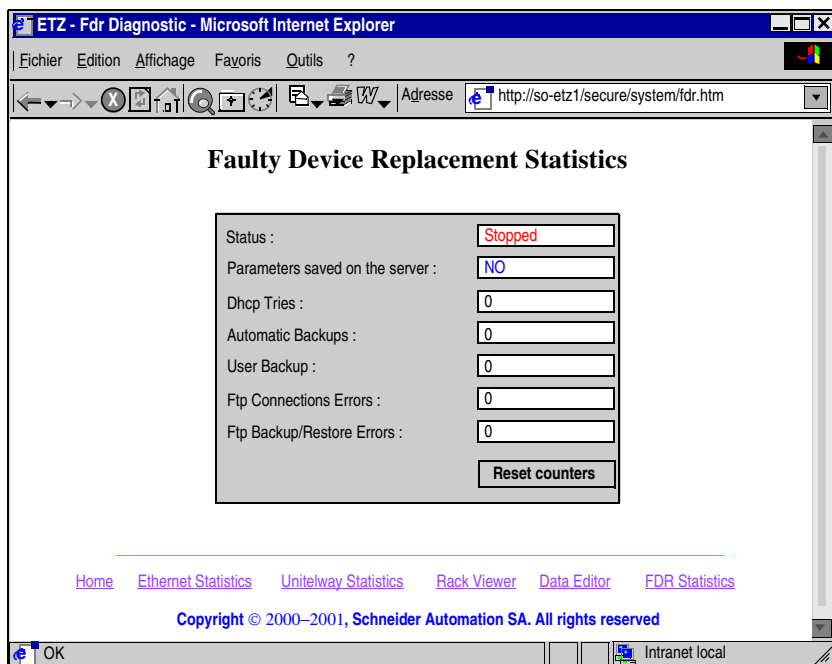 ETZ - Fdr Diagnostic - Microsoft Internet Explorer
Fichier Edition Affichage Favoris Outils ?
Adresse http://so-etz1/secure/system/fdr.htm
Faulty Device Replacement Statistics
Status : Stopped
Parameters saved on the server : NO
Dhcp Tries : 0
Automatic Backups : 0
User Backup : 0
Ftp Connections Errors : 0
Ftp Backup/Restore Errors : 0
Reset counters
Home Ethernet Statistics Unitelway Statistics Rack Viewer Data Editor FDR Statistics
Copyright © 2000–2001, Schneider Automation SA. All rights reserved
OK Intranet local